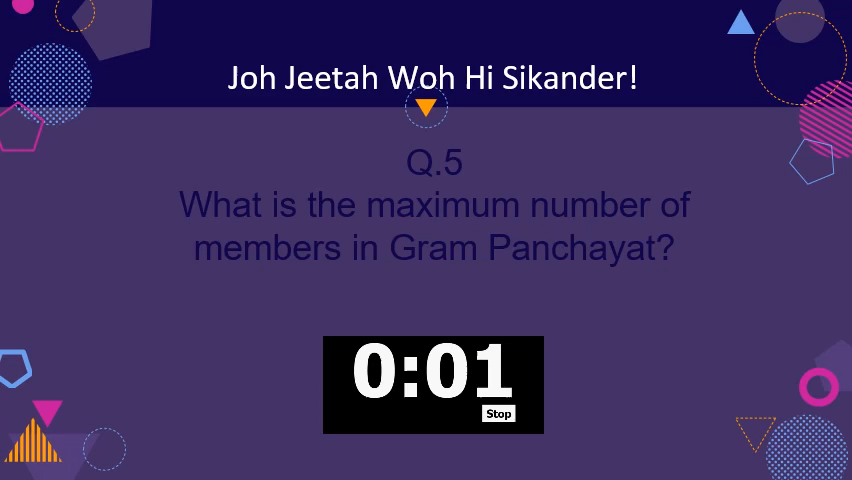 Joh Jeetah Woh Hi Sikander!
Q.5
What is the maximum number of
members in Gram Panchayat?
0:01
Stop